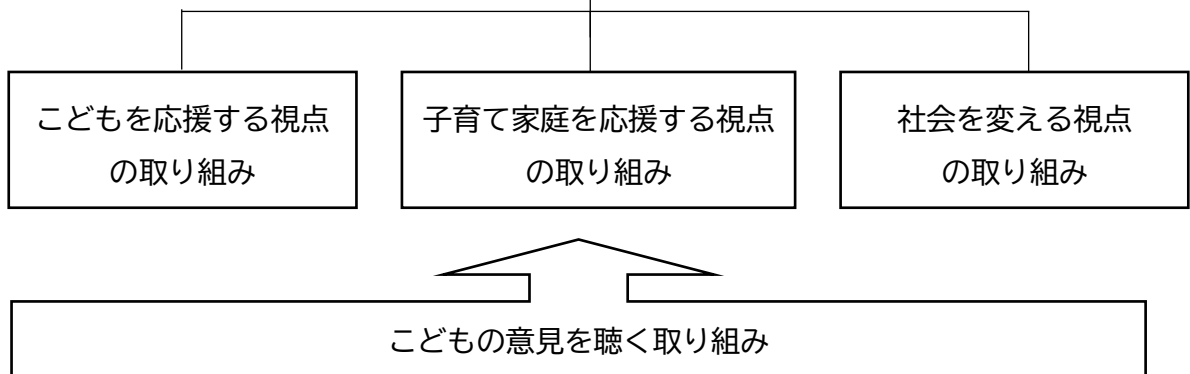 こどもを応援する視点
の取り組み
子育て家庭を応援する視点
の取り組み
社会を変える視点
の取り組み
こどもの意見を聴く取り組み